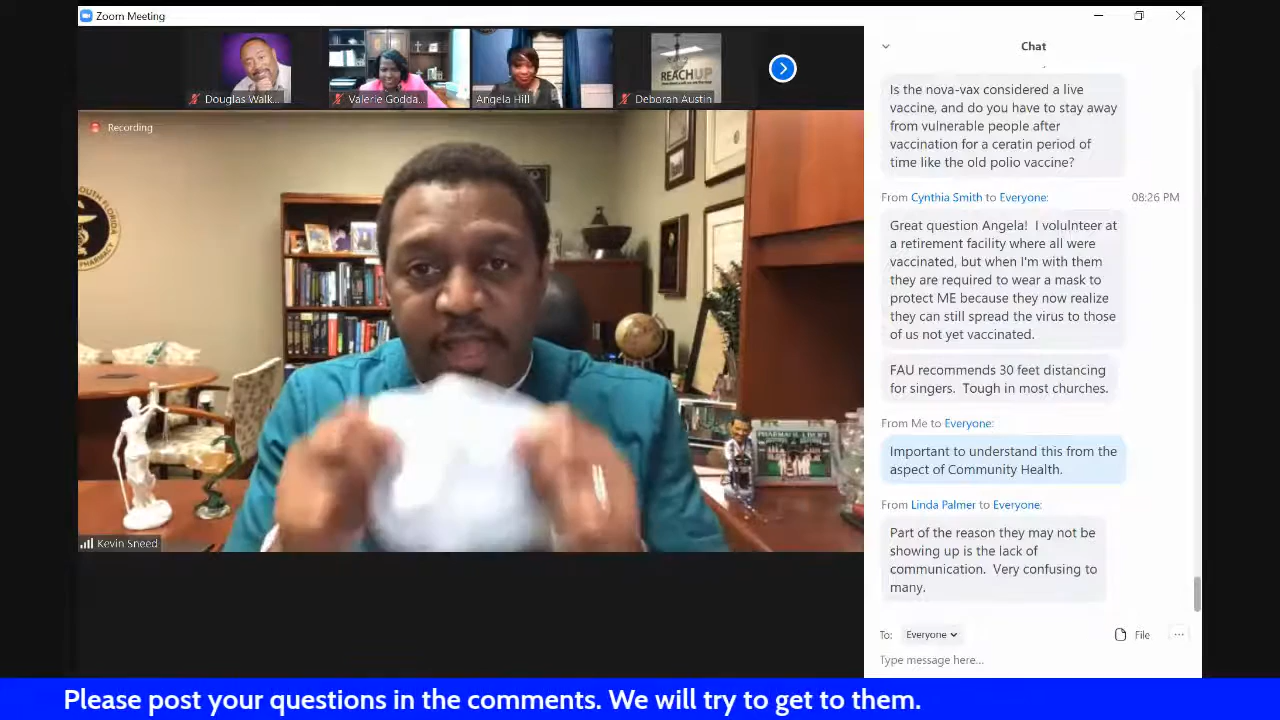 Zoom Meeting
Douglas Walk...
Valerie Godda...
Angela Hill
Deborah Austin
REACHUP
Recording
SOUTH FLORIDA
PHARMACY
Kevin Sneed
Chat
Is the nova-vax considered a live
vaccine, and do you have to stay away
from vulnerable people after
vaccination for a ceratin period of
time like the old polio vaccine?
From Cynthia Smith to Everyone: 08:26 PM
Great question Angela! I volulnteer at
a retirement facility where all were
vaccinated, but when I'm with them
they are required to wear a mask to
protect ME because they now realize
they can still spread the virus to those
of us not yet vaccinated.
FAU recommends 30 feet distancing
for singers. Tough in most churches.
From Me to Everyone:
Important to understand this from the
aspect of Community Health.
From Linda Palmer to Everyone:
Part of the reason they may not be
showing up is the lack of
communication. Very confusing to
many.
To: Everyone File
Type message here...
Please post your questions in the comments. We will try to get to them.